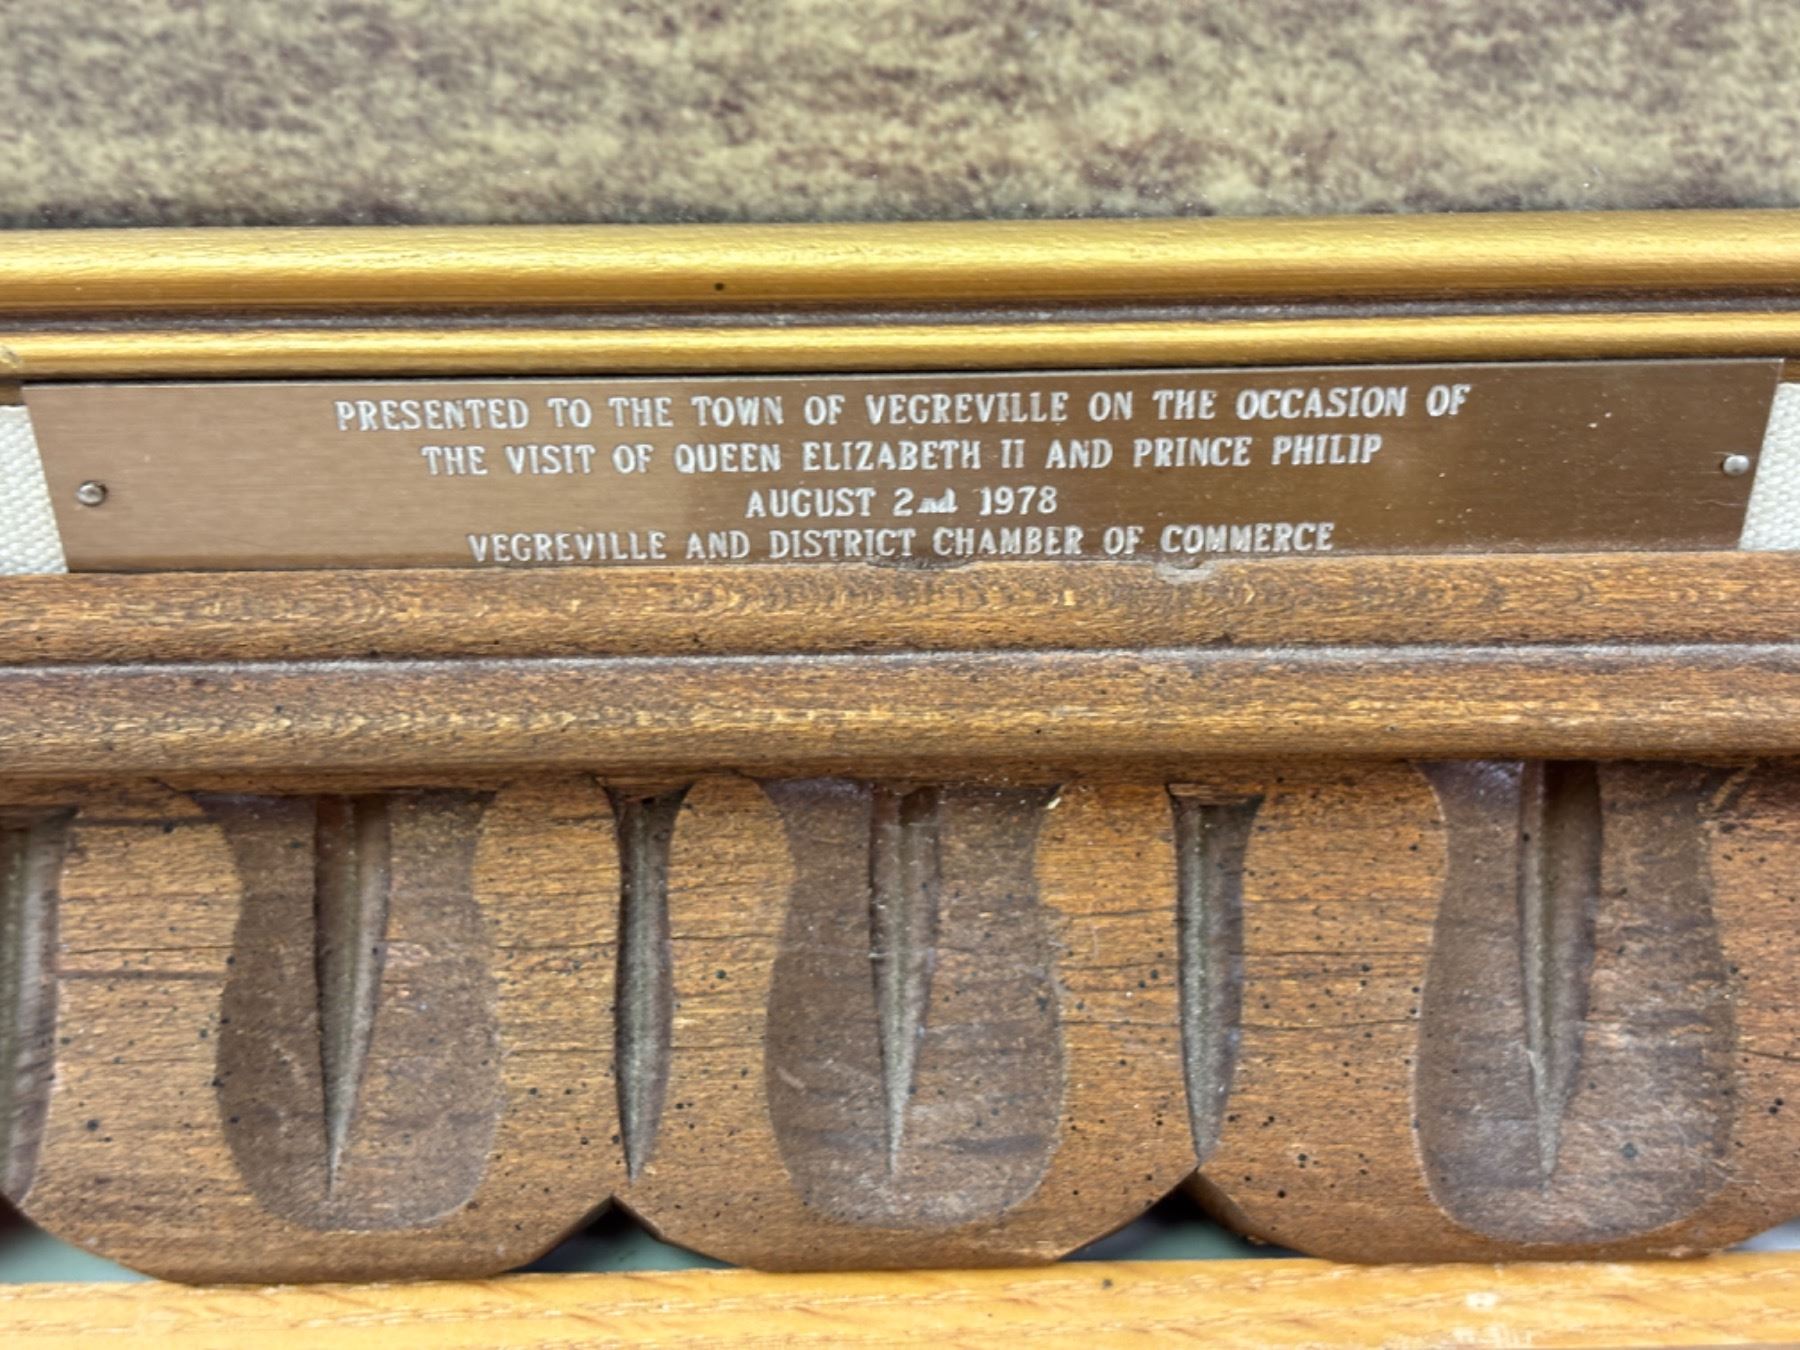 PRESENTED TO THE TOWN OF VEGREVILLE ON THE OCCASION OF
THE VISIT OF QUEEN ELIZABETH II AND PRINCE PHILIP
AUGUST 2nd 1978
VEGREVILLE AND DISTRICT CHAMBER OF COMMERCE